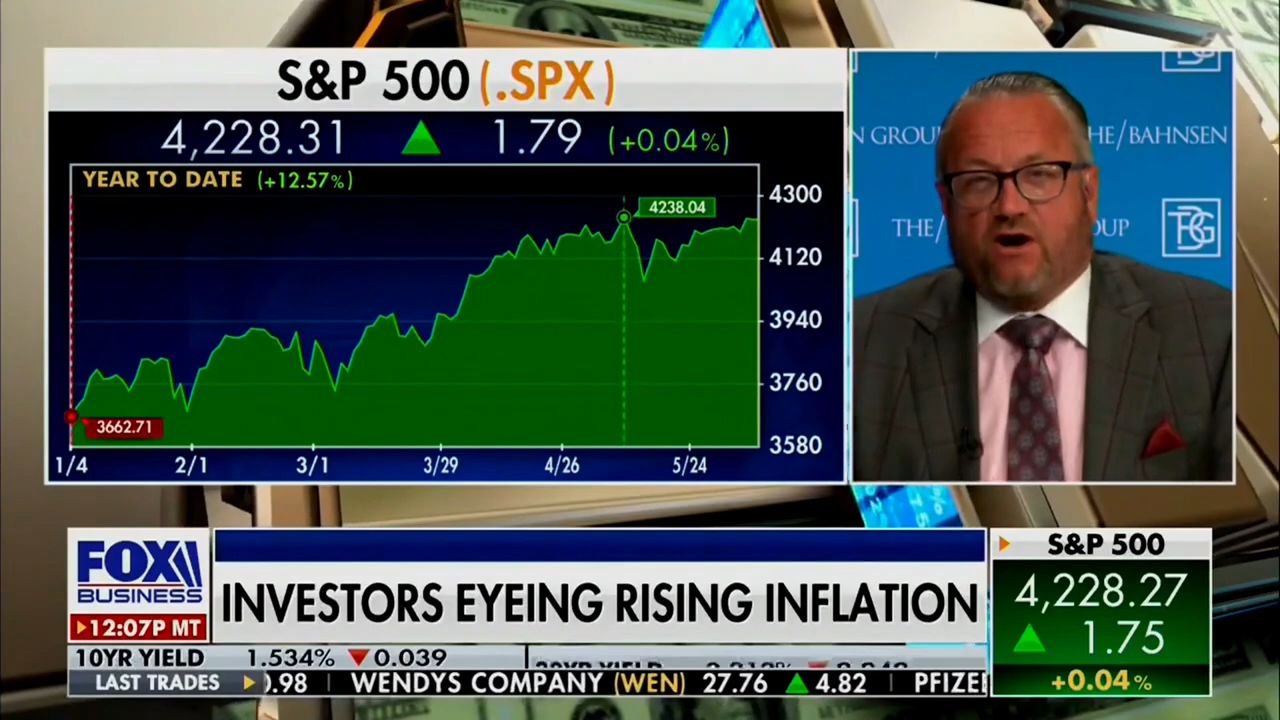 S&P 500 (.SPX)
4,228.31 ▲ 1.79 (+0.04%)
YEAR TO DATE (+12.57%)
4238.04
3662.71
4300
4120
3940
3760
3580
1/4 2/1 3/1 3/29 4/26 5/24
N GROU HE/BAHNSEN
THE/ OUP
TBG
FOX
BUSINESS
12:07P MT
INVESTORS EYEING RISING INFLATION
S&P 500
4,228.27
▲ 1.75
+0.04%
10YR YIELD 1.534% ▼ 0.039
LAST TRADES ).98 | WENDYS COMPANY (WEN) 27.76 ▲ 4.82 | PFIZE